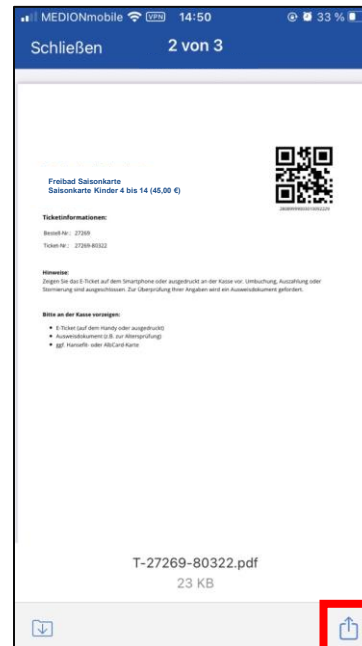 MEDIONmobile VPN 14:50 33 %
Schließen 2 von 3
Freibad Saisonkarte
Saisonkarte Kinder 4 bis 14 (45,00 €)
Ticketinformationen:
Bestell-Nr.: 27269
Ticket-Nr.: 27269-80322
Hinweise:
Zeigen Sie das E-Ticket auf dem Smartphone oder ausgedruckt an der Kasse vor. Umbuchung, Auszahlung oder
Stornierung sind ausgeschlossen. Zur Überprüfung Ihrer Angaben wird ein Ausweisdokument gefordert.
Bitte an der Kasse vorzeigen:
E-Ticket (auf dem Handy oder ausgedruckt)
Ausweisdokument (z.B. zur Altersprüfung)
ggf. Hansefit- oder AlbCard-Karte
T-27269-80322.pdf
23 KB